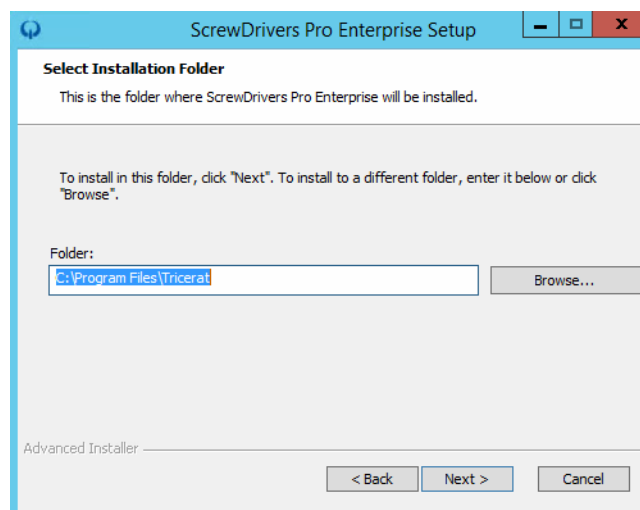 ScrewDrivers Pro Enterprise Setup
Select Installation Folder
This is the folder where ScrewDrivers Pro Enterprise will be installed.
To install in this folder, click "Next". To install to a different folder, enter it below or click
"Browse".
Folder:
C:\Program Files\Tricerat
Browse...
Advanced Installer
< Back Next > Cancel